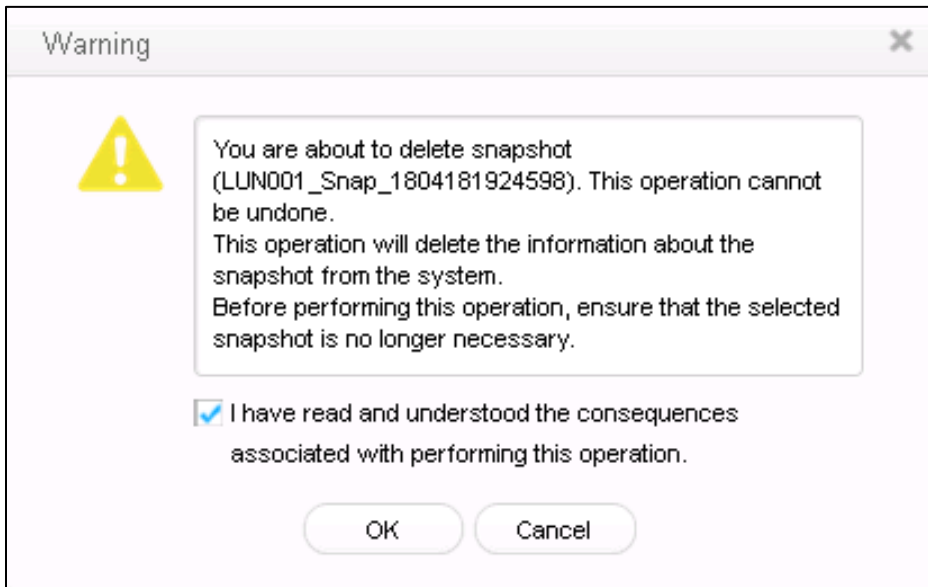 Warning
You are about to delete snapshot
(LUN001_Snap_1804181924598). This operation cannot
be undone.
This operation will delete the information about the
snapshot from the system.
Before performing this operation, ensure that the selected
snapshot is no longer necessary.
I have read and understood the consequences
associated with performing this operation.
OK Cancel